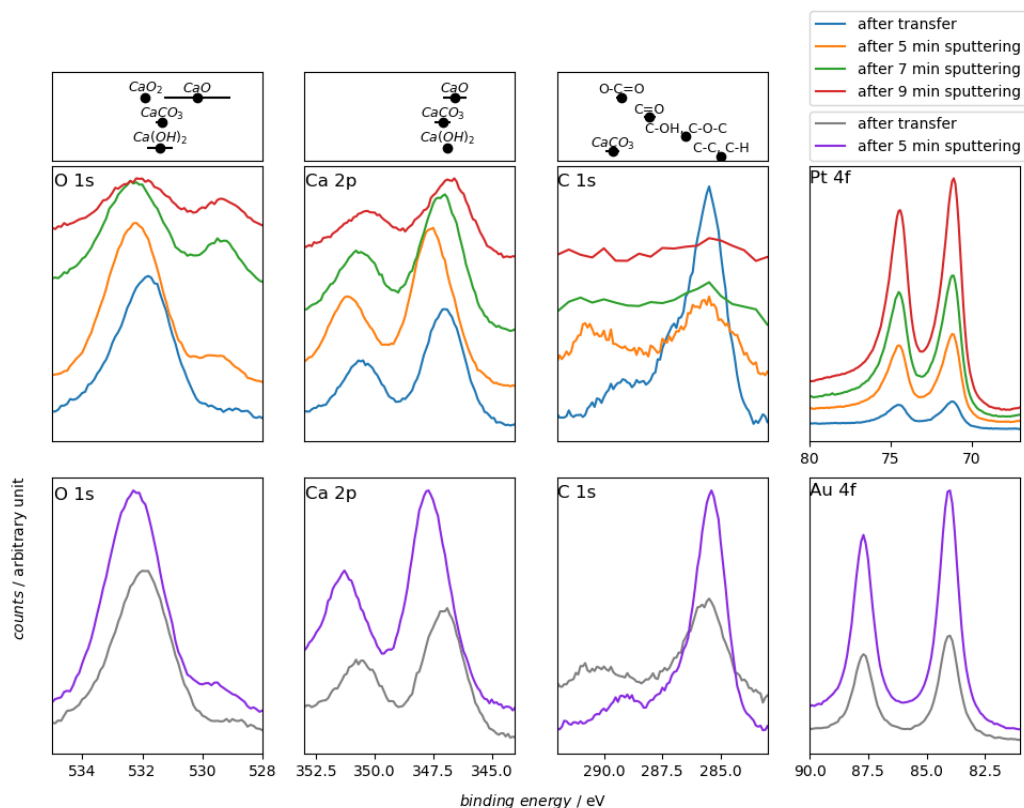 after transfer
after 5 min sputtering
after 7 min sputtering
after 9 min sputtering
after transfer
after 5 min sputtering
CaO₂ CaO
CaCO₃
Ca(OH)₂
CaO
CaCO₃
Ca(OH)₂
O-C=O
C=O
C-OH, C-O-C
CaCO₃ C-C, C-H
O 1s
Ca 2p
C 1s
Pt 4f
80 75 70
O 1s
Ca 2p
C 1s
Au 4f
counts / arbitrary unit
534 532 530 528
352.5 350.0 347.5 345.0
290.0 287.5 285.0
90.0 87.5 85.0 82.5
binding energy / eV